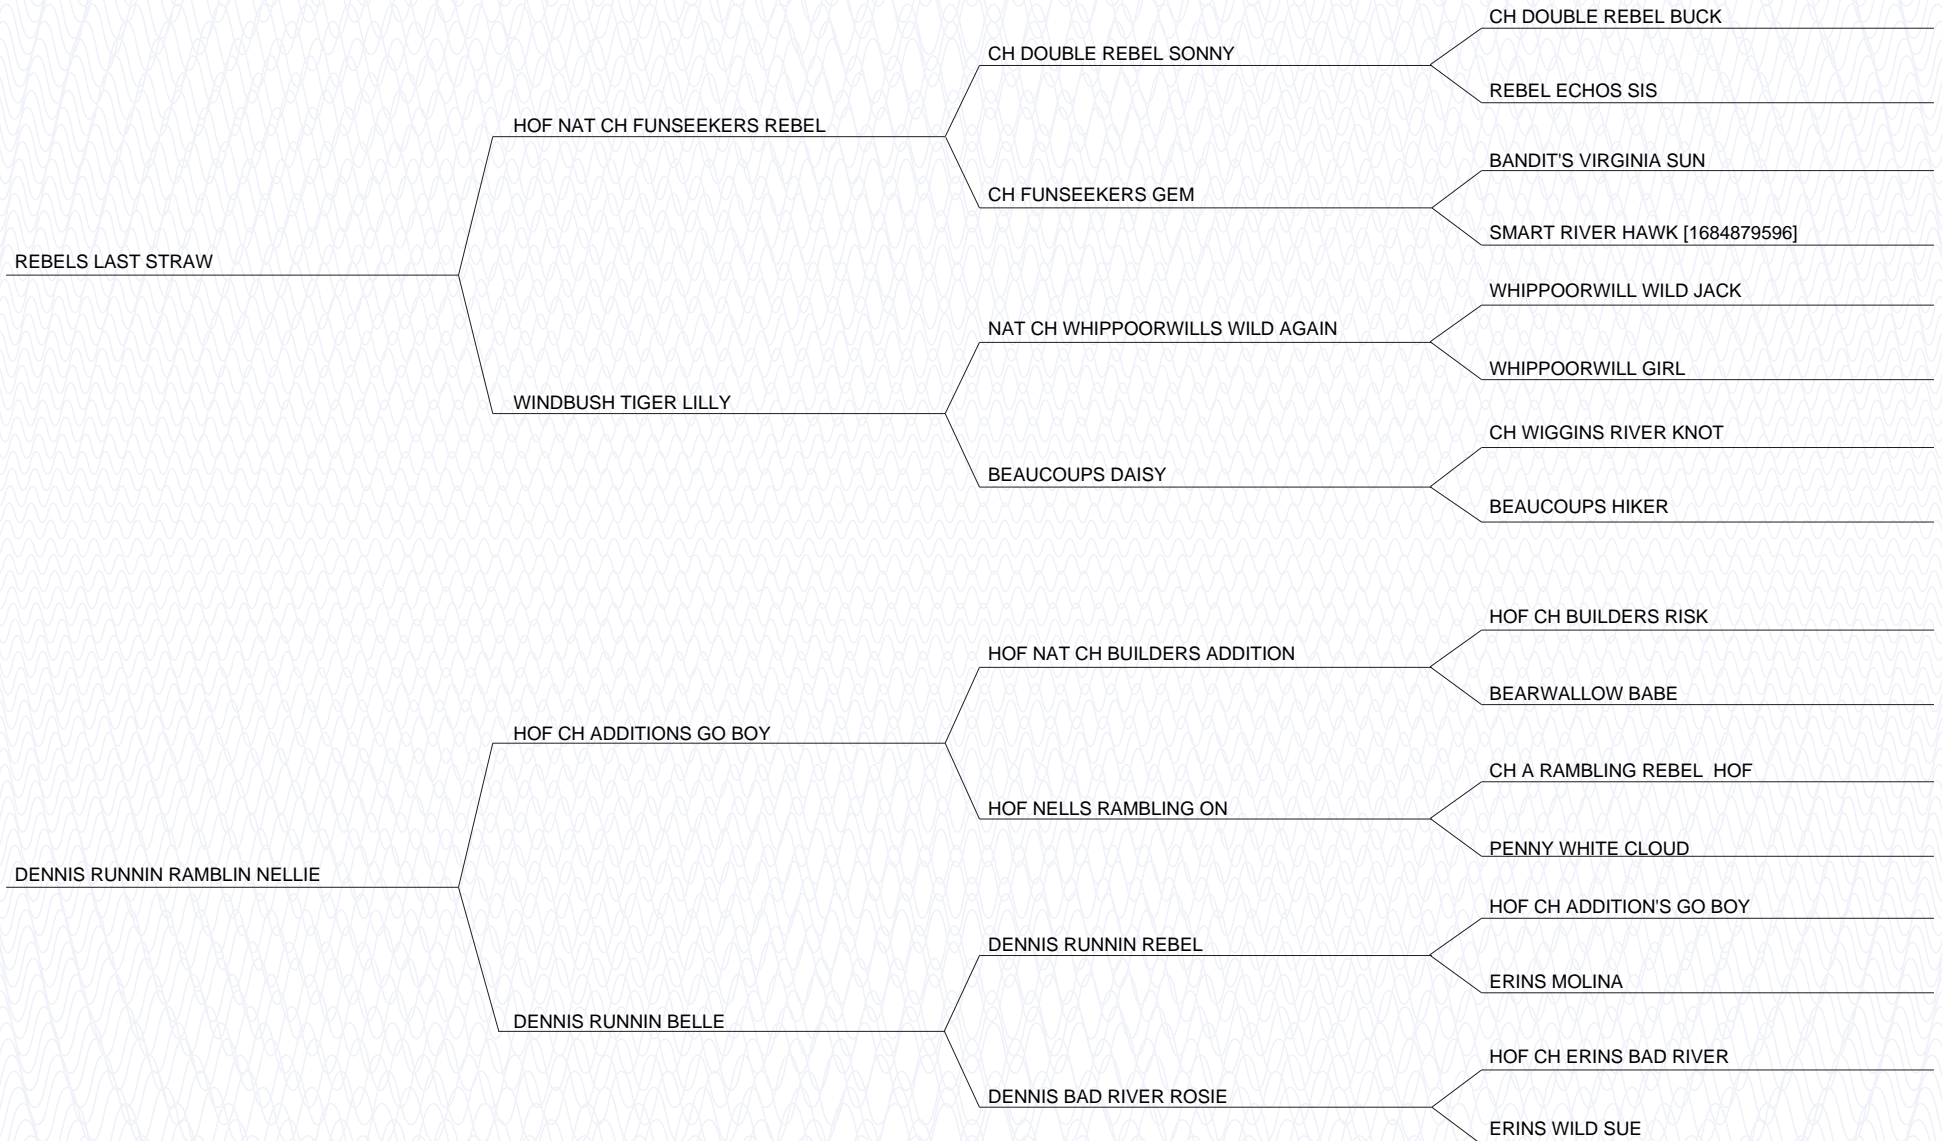 CH DOUBLE REBEL BUCK
CH DOUBLE REBEL SONNY
REBEL ECHOS SIS
HOF NAT CH FUNSEEKERS REBEL
BANDIT'S VIRGINIA SUN
CH FUNSEEKERS GEM
SMART RIVER HAWK [1684879596]
REBELS LAST STRAW
WHIPPOORWILL WILD JACK
NAT CH WHIPPOORWILLS WILD AGAIN
WHIPPOORWILL GIRL
WINDBUSH TIGER LILLY
CH WIGGINS RIVER KNOT
BEAUCOUPS DAISY
BEAUCOUPS HIKER
HOF CH BUILDERS RISK
HOF NAT CH BUILDERS ADDITION
BEARWALLOW BABE
HOF CH ADDITIONS GO BOY
CH A RAMBLING REBEL  HOF
HOF NELLS RAMBLING ON
PENNY WHITE CLOUD
DENNIS RUNNIN RAMBLIN NELLIE
HOF CH ADDITION'S GO BOY
DENNIS RUNNIN REBEL
ERINS MOLINA
DENNIS RUNNIN BELLE
HOF CH ERINS BAD RIVER
DENNIS BAD RIVER ROSIE
ERINS WILD SUE